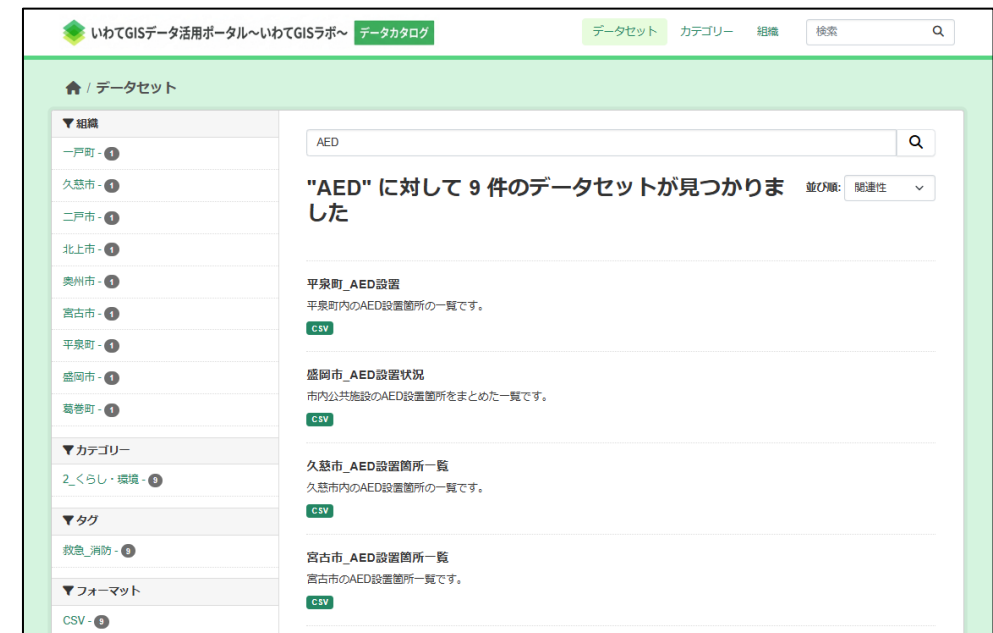 いわてGISデータ活用ポータル～いわてGISラボ～ データカタログ データセット カテゴリー 組織 検索
/ データセット
▼組織
一戸町 - 1
久慈市 - 1
二戸市 - 1
北上市 - 1
奥州市 - 1
宮古市 - 1
平泉町 - 1
盛岡市 - 1
葛巻町 - 1
▼カテゴリー
2_くらし・環境 - 9
▼タグ
救急_消防 - 9
▼フォーマット
CSV - 9
AED
"AED" に対して 9 件のデータセットが見つかりま
した
並び順: 関連性
平泉町_AED設置
平泉町内のAED設置箇所の一覧です。
CSV
盛岡市_AED設置状況
市内公共施設のAED設置箇所をまとめた一覧です。
CSV
久慈市_AED設置箇所一覧
久慈市内のAED設置箇所の一覧です。
CSV
宮古市_AED設置箇所一覧
宮古市のAED設置箇所一覧です。
CSV